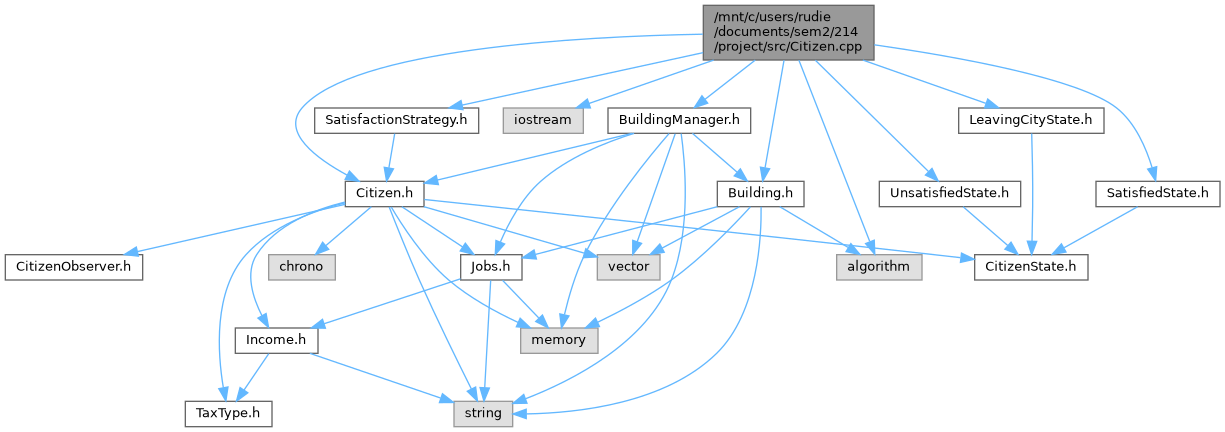 /mnt/c/users/rudie
/documents/sem2/214
/project/src/Citizen.cpp
SatisfactionStrategy.h
iostream
BuildingManager.h
LeavingCityState.h
Citizen.h
Building.h
UnsatisfiedState.h
SatisfiedState.h
CitizenObserver.h
chrono
Jobs.h
vector
algorithm
CitizenState.h
Income.h
memory
TaxType.h
string